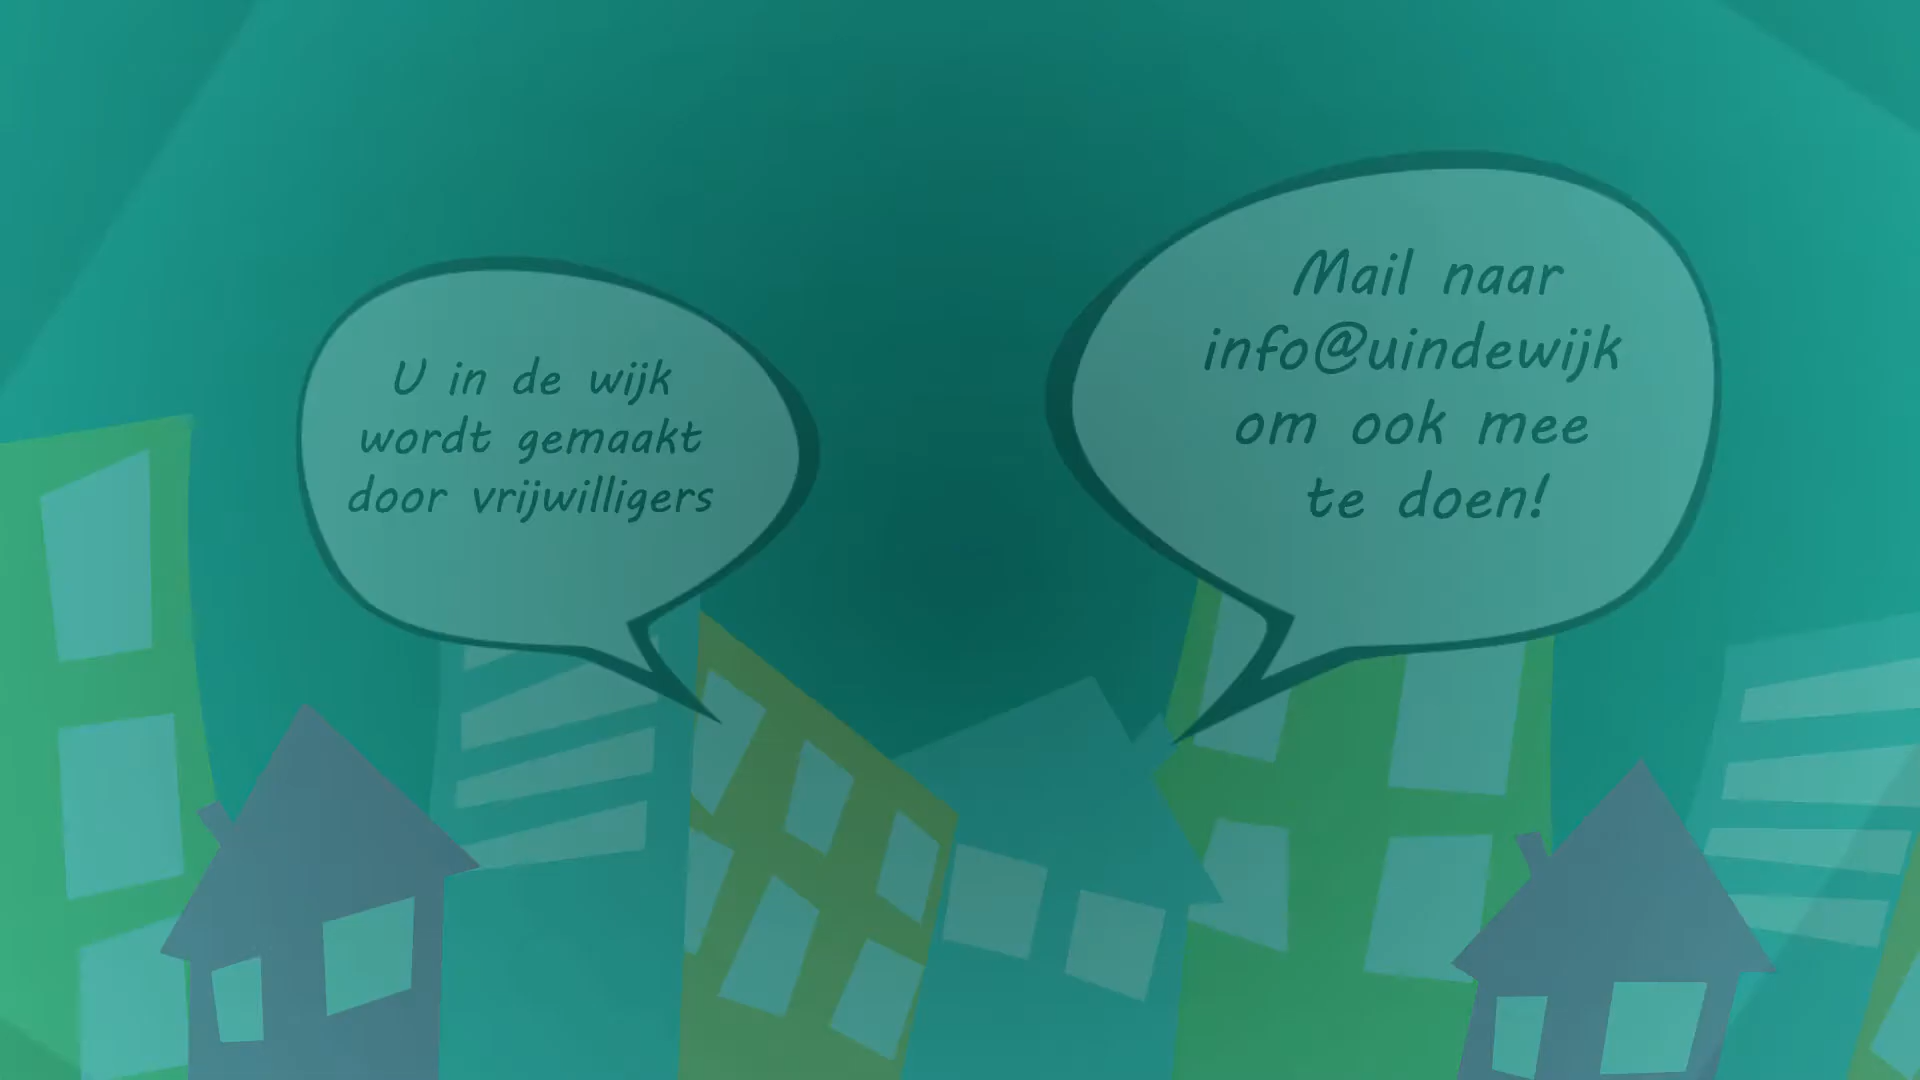 U in de wijk
wordt gemaakt
door vrijwilligers
Mail naar
info@uindewijk
om ook mee
te doen!